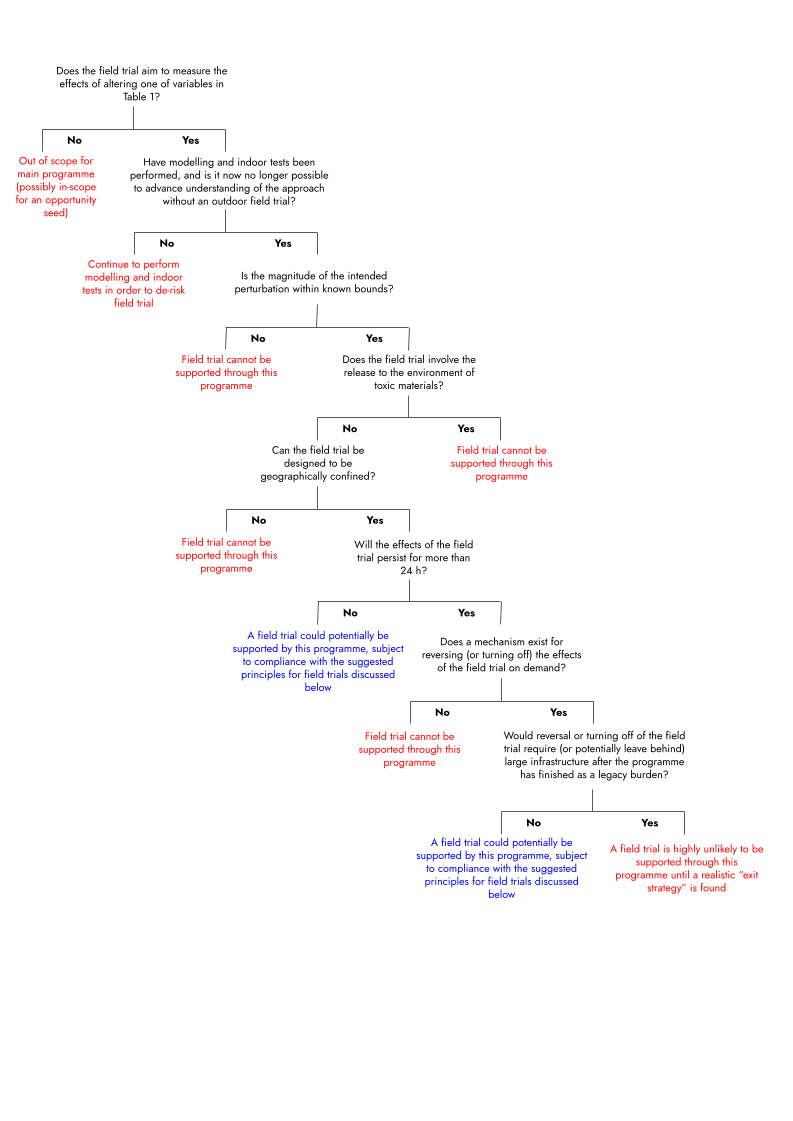 Does the field trial aim to measure the
effects of altering one of variables in
Table 1?
No
Yes
Out of scope for
main programme
(possibly in-scope
for an opportunity
seed)
Have modelling and indoor tests been
performed, and is it now no longer possible
to advance understanding of the approach
without an outdoor field trial?
No
Yes
Continue to perform
modelling and indoor
tests in order to de-risk
field trial
Is the magnitude of the intended
perturbation within known bounds?
No
Yes
Field trial cannot be
supported through this
programme
Does the field trial involve the
release to the environment of
toxic materials?
No
Yes
Can the field trial be
designed to be
geographically confined?
Field trial cannot be
supported through this
programme
No
Yes
Field trial cannot be
supported through this
programme
Will the effects of the field
trial persist for more than
24 h?
No
Yes
A field trial could potentially be
supported by this programme, subject
to compliance with the suggested
principles for field trials discussed
below
Does a mechanism exist for
reversing (or turning off) the effects
of the field trial on demand?
No
Yes
Field trial cannot be
supported through this
programme
Would reversal or turning off of the field
trial require (or potentially leave behind)
large infrastructure after the programme
has finished as a legacy burden?
No
Yes
A field trial could potentially be
supported by this programme, subject
to compliance with the suggested
principles for field trials discussed
below
A field trial is highly unlikely to be
supported through this
programme until a realistic "exit
strategy" is found